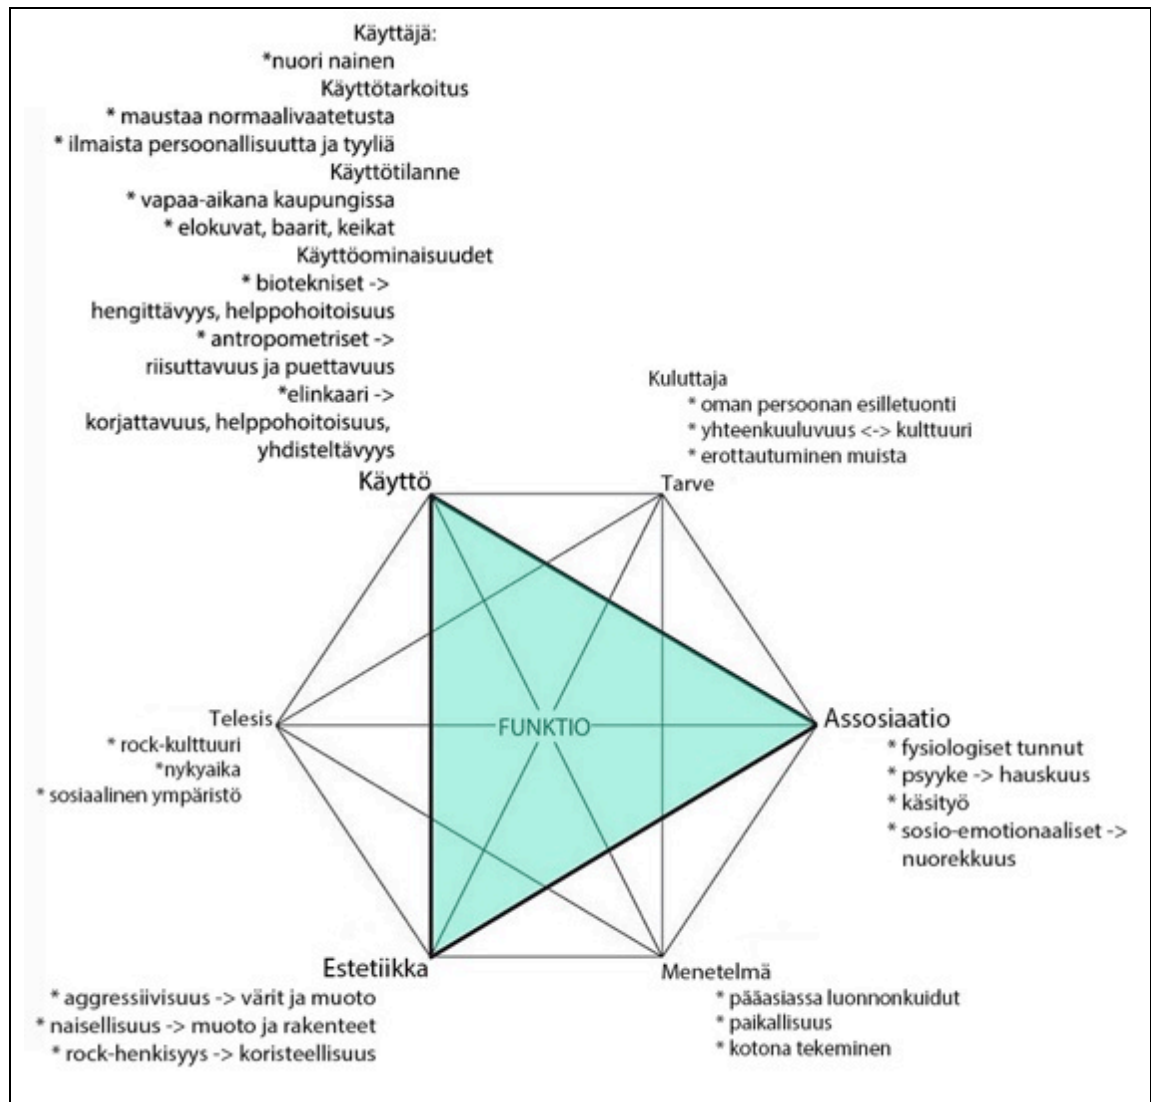 Käyttäjä:
*nuori nainen
Käyttötarkoitus
* maustaa normaalivaatetusta
* ilmaista persoonallisuutta ja tyyliä
Käyttötilanne
* vapaa-aikana kaupungissa
* elokuvat, baarit, keikat
Käyttöominaisuudet
* biotekniset ->
hengittävyys, helppohoitoisuus
* antropometriset ->
riisuttavuus ja puettavuus
*elinkaari ->
korjattavuus, helppohoitoisuus,
yhdisteltävyys
Käyttö
Kuluttaja
* oman persoonan esilletuonti
* yhteenkuuluvuus <-> kulttuuri
* erottautuminen muista
Tarve
Telesis
* rock-kulttuuri
*nykyaika
* sosiaalinen ympäristö
FUNKTIO
Assosiaatio
* fysiologiset tunnut
* psyyke -> hauskuus
* käsityö
* sosio-emotionaaliset ->
nuorekkuus
Estetiikka
* aggressiivisuus -> värit ja muoto
* naisellisuus -> muoto ja rakenteet
* rock-henkisyys -> koristeellisuus
Menetelmä
* pääasiassa luonnonkuidut
* paikallisuus
* kotona tekeminen